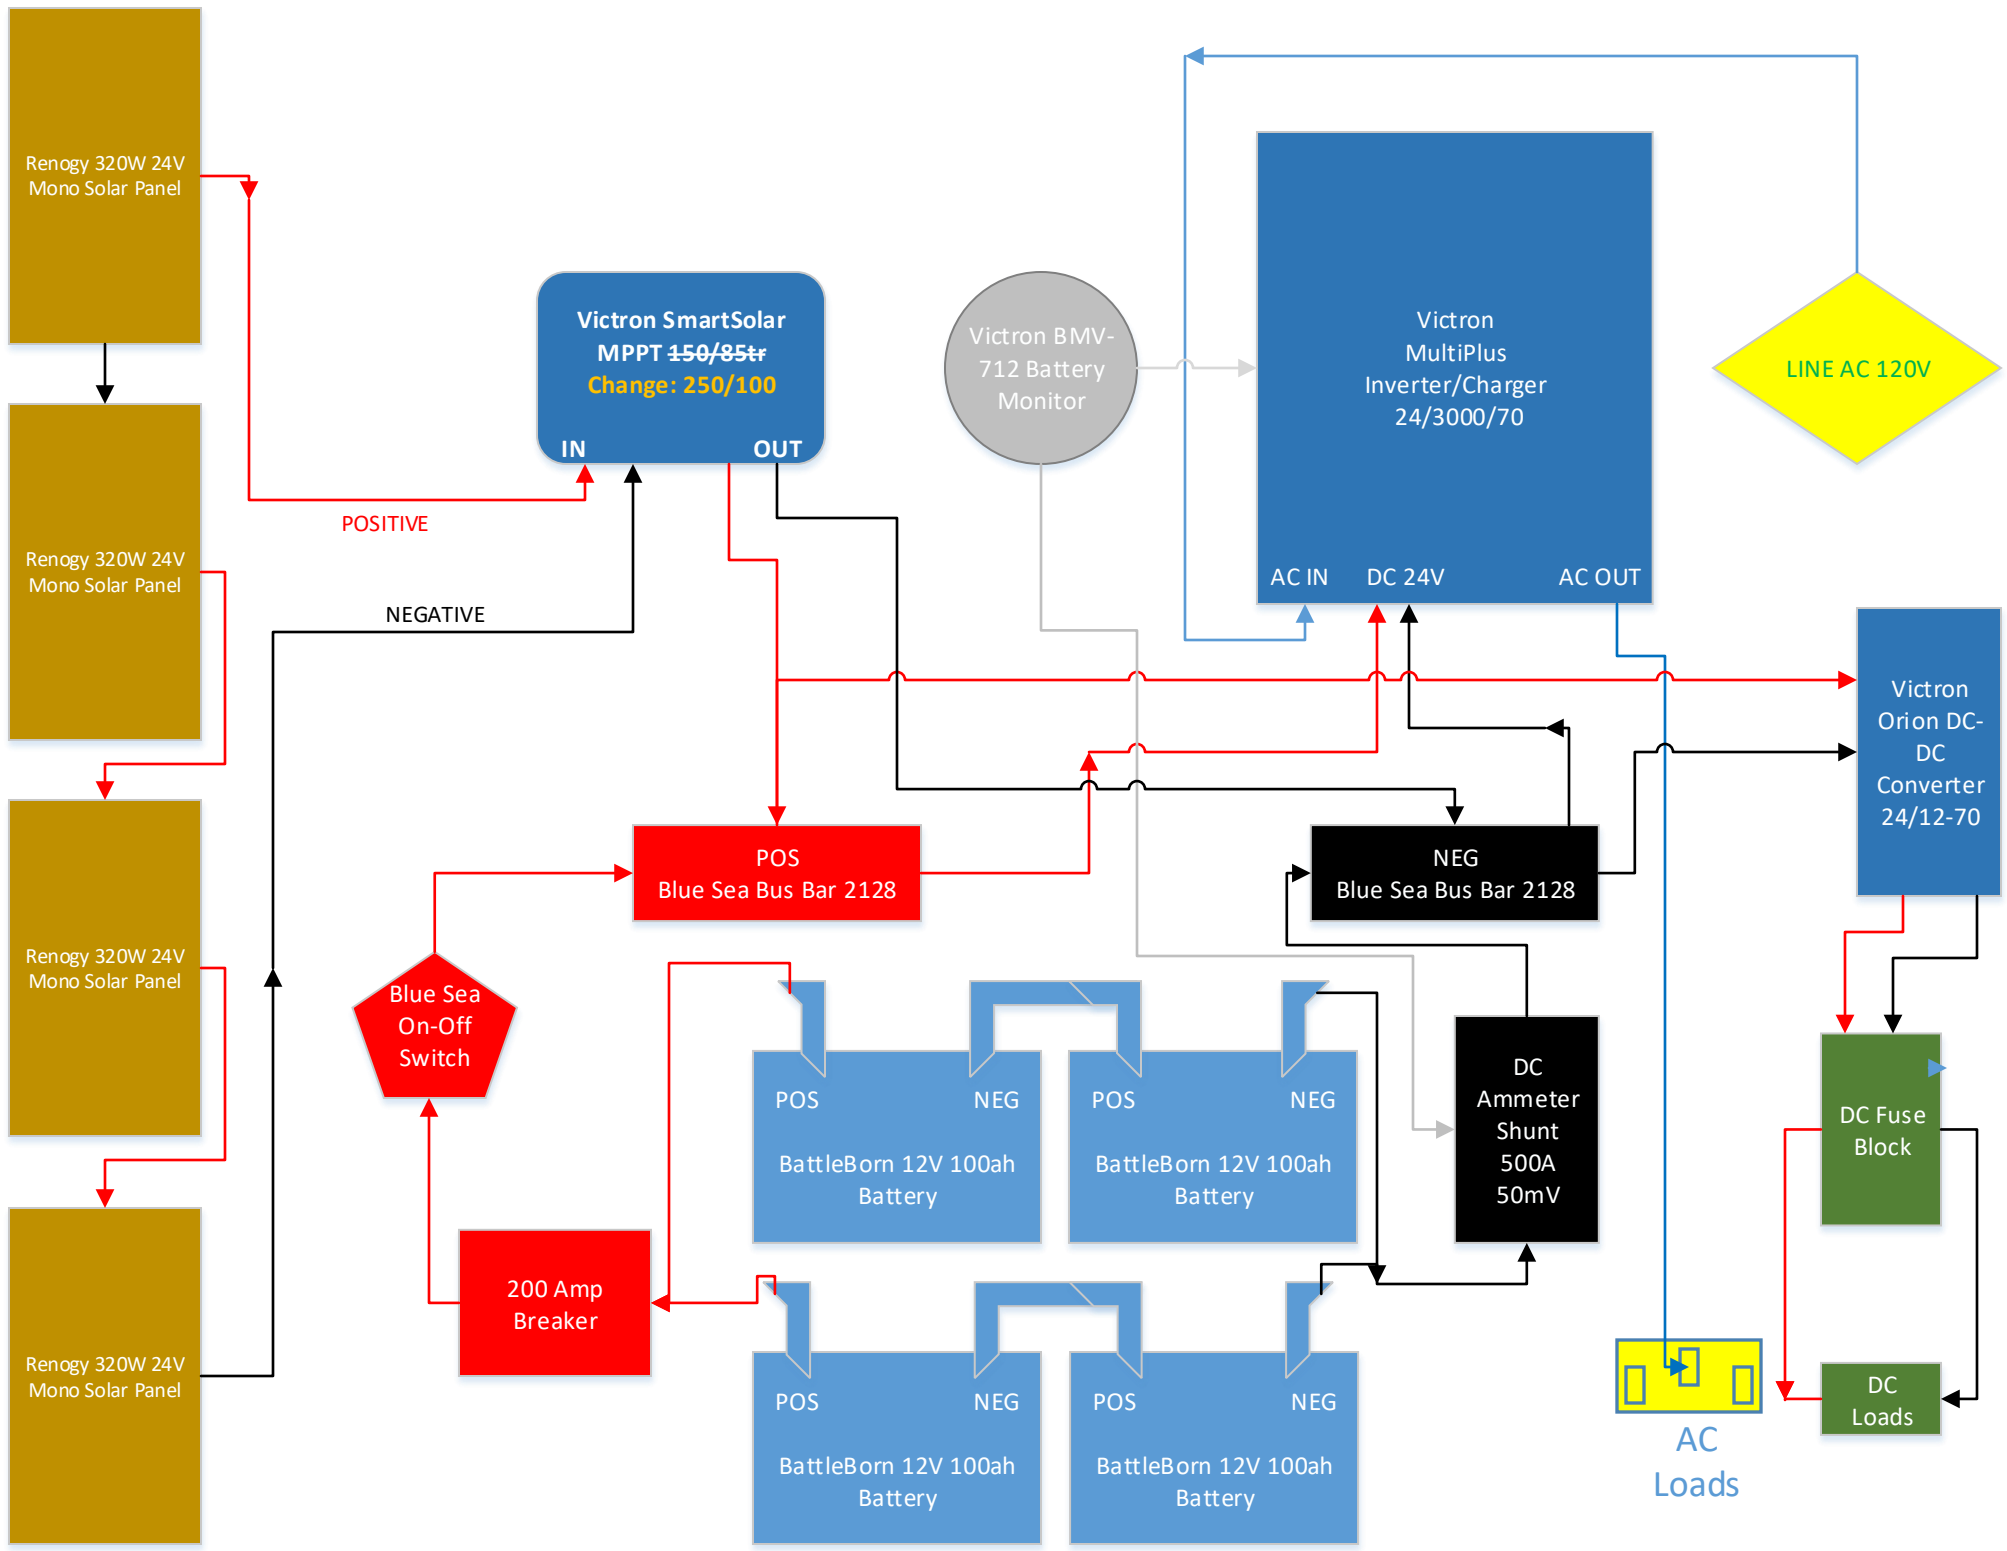 Renogy 320W 24V
Mono Solar Panel
Renogy 320W 24V
Mono Solar Panel
Renogy 320W 24V
Mono Solar Panel
Renogy 320W 24V
Mono Solar Panel
POSITIVE
NEGATIVE
Victron SmartSolar
MPPT 150/85tr
Change: 250/100
IN
OUT
Victron BMV-
712 Battery
Monitor
Victron
MultiPlus
Inverter/Charger
24/3000/70
AC IN
DC 24V
AC OUT
LINE AC 120V
Victron
Orion DC-
DC
Converter
24/12-70
POS
Blue Sea Bus Bar 2128
NEG
Blue Sea Bus Bar 2128
Blue Sea
On-Off
Switch
200 Amp
Breaker
POS
NEG
BattleBorn 12V 100ah
Battery
POS
NEG
BattleBorn 12V 100ah
Battery
POS
NEG
BattleBorn 12V 100ah
Battery
POS
NEG
BattleBorn 12V 100ah
Battery
DC
Ammeter
Shunt
500A
50mV
DC Fuse
Block
DC
Loads
AC
Loads